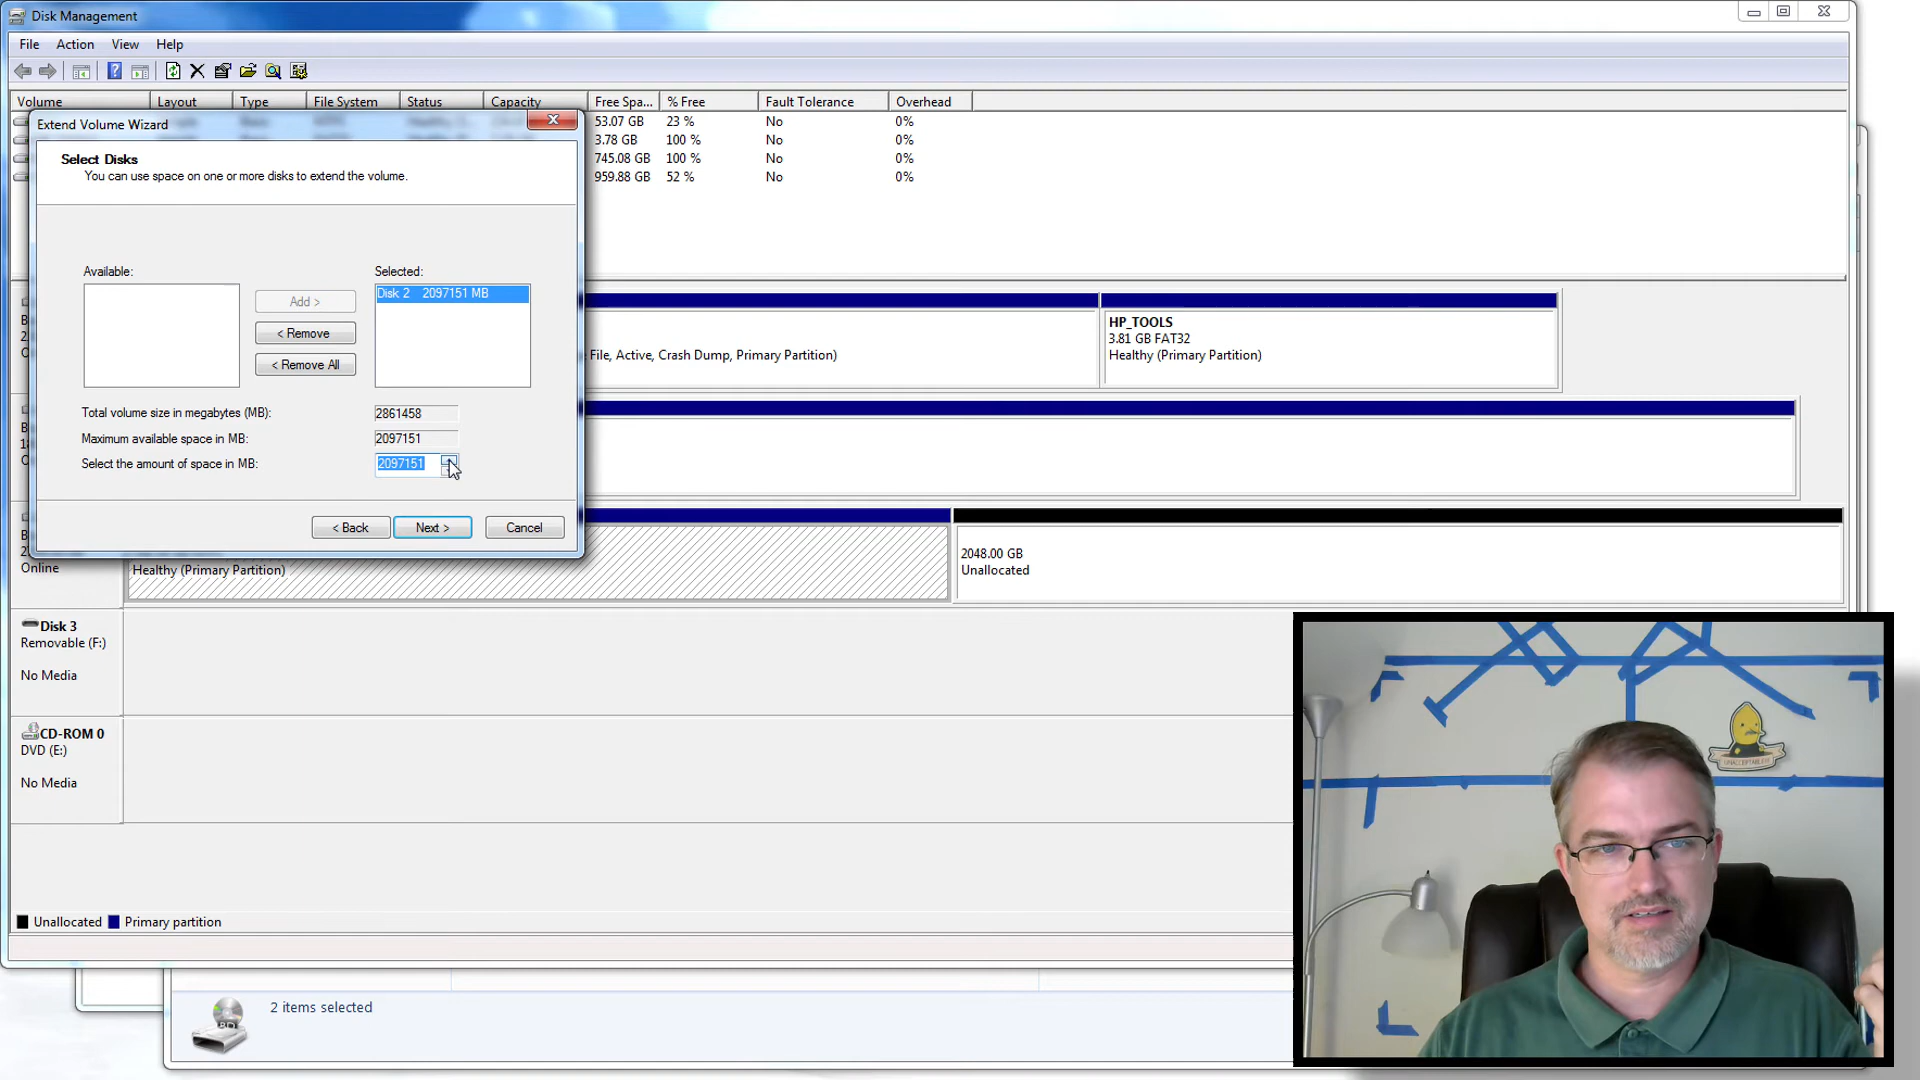 Disk Management
File Action View Help
Volume Layout Type File System Status Capacity Free Spa... % Free Fault Tolerance Overhead
53.07 GB 23 % No 0%
3.78 GB 100 % No 0%
745.08 GB 100 % No 0%
959.88 GB 52 % No 0%
Extend Volume Wizard
Select Disks
You can use space on one or more disks to extend the volume.
Available:
Selected:
Disk 2 2097151 MB
Add >
< Remove
< Remove All
Total volume size in megabytes (MB): 2861458
Maximum available space in MB: 2097151
Select the amount of space in MB: 2097151
< Back Next > Cancel
File, Active, Crash Dump, Primary Partition)
HP_TOOLS
3.81 GB FAT32
Healthy (Primary Partition)
Online
Healthy (Primary Partition)
2048.00 GB
Unallocated
Disk 3
Removable (F:)
No Media
CD-ROM 0
DVD (E:)
No Media
Unallocated Primary partition
2 items selected
BD
UNACCEPTABLE!!